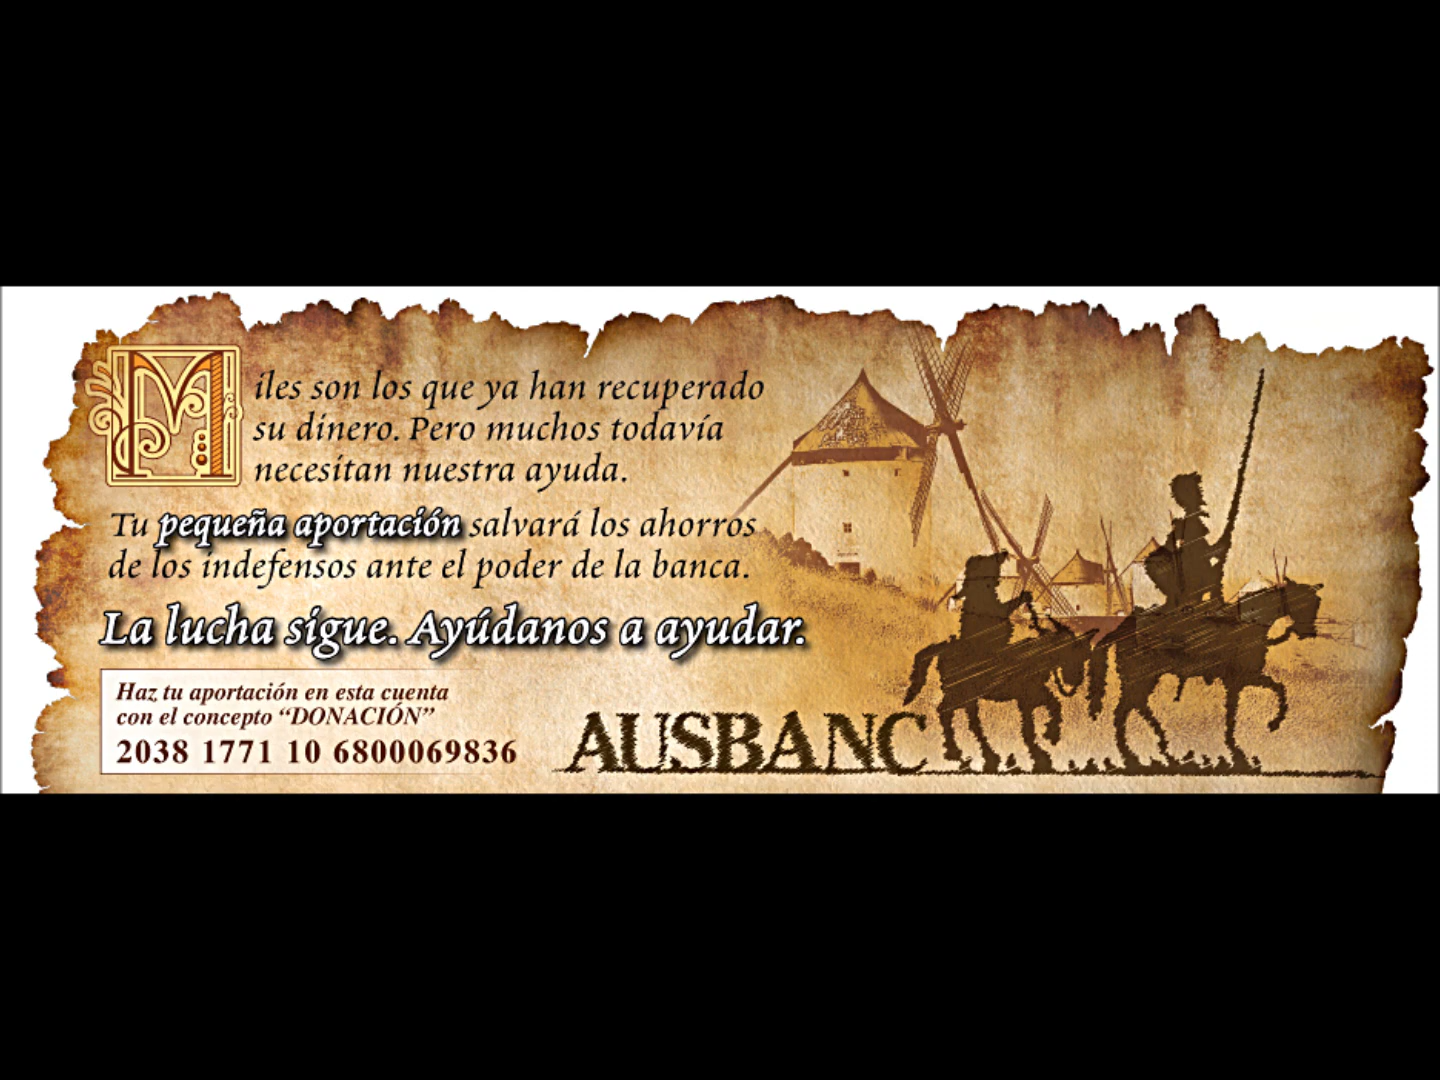 Miles son los que ya han recuperado
su dinero. Pero muchos todavía
necesitan nuestra ayuda.
Tu pequeña aportación salvará los ahorros
de los indefensos ante el poder de la banca.
La lucha sigue. Ayúdanos a ayudar.
Haz tu aportación en esta cuenta
con el concepto “DONACIÓN”
2038 1771 10 6800069836
AUSBANC